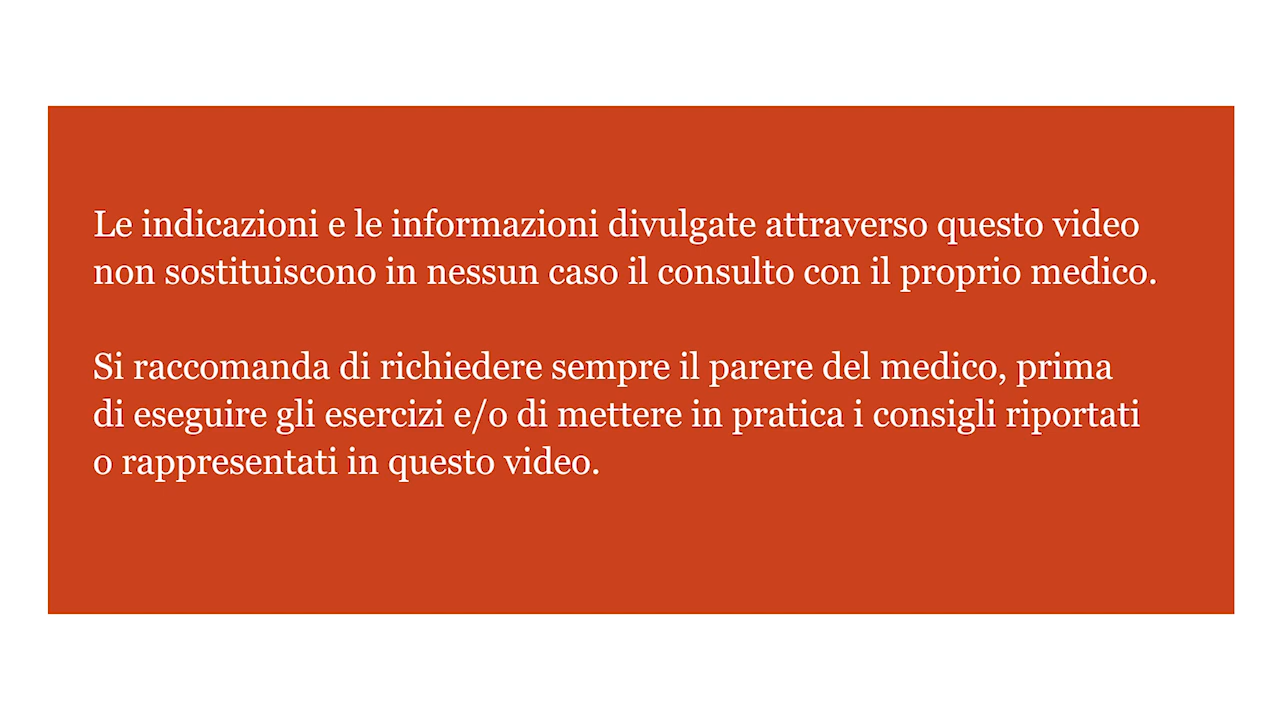 Le indicazioni e le informazioni divulgate attraverso questo video
non sostituiscono in nessun caso il consulto con il proprio medico.
Si raccomanda di richiedere sempre il parere del medico, prima
di eseguire gli esercizi e/o di mettere in pratica i consigli riportati
o rappresentati in questo video.